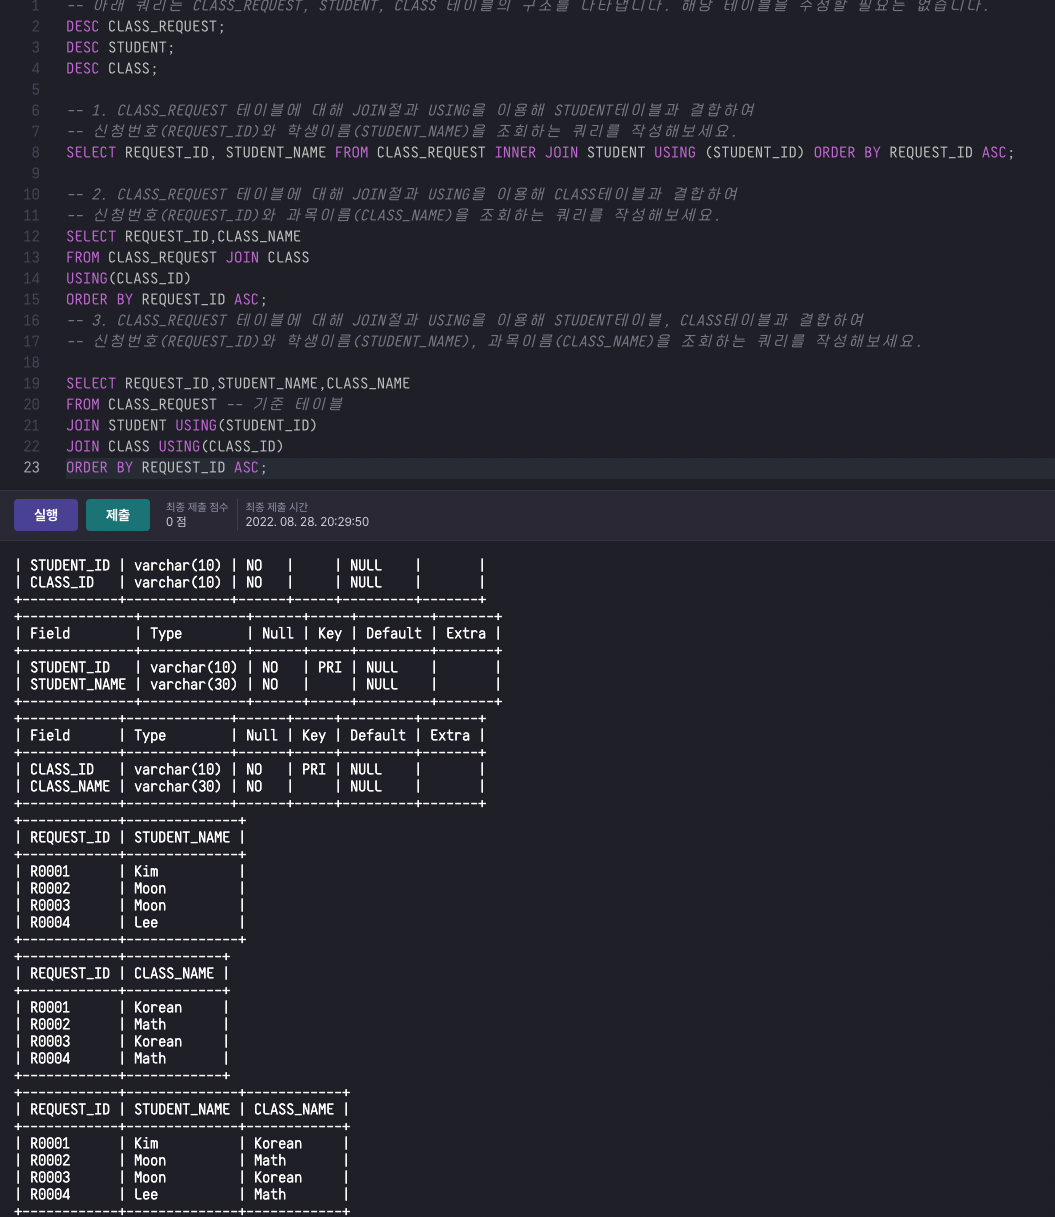 1 -- 아래 쿼리는 CLASS_REQUEST, STUDENT, CLASS 테이블의 구조를 나타냅니다. 해당 테이블을 수정할 필요는 없습니다.
2 DESC CLASS_REQUEST;
3 DESC STUDENT;
4 DESC CLASS;
5
6 -- 1. CLASS_REQUEST 테이블에 대해 JOIN절과 USING을 이용해 STUDENT테이블과 결합하여
7 -- 신청번호(REQUEST_ID)와 학생이름(STUDENT_NAME)을 조회하는 쿼리를 작성해보세요.
8 SELECT REQUEST_ID, STUDENT_NAME FROM CLASS_REQUEST INNER JOIN STUDENT USING (STUDENT_ID) ORDER BY REQUEST_ID ASC;
9
10 -- 2. CLASS_REQUEST 테이블에 대해 JOIN절과 USING을 이용해 CLASS테이블과 결합하여
11 -- 신청번호(REQUEST_ID)와 과목이름(CLASS_NAME)을 조회하는 쿼리를 작성해보세요.
12 SELECT REQUEST_ID,CLASS_NAME
13 FROM CLASS_REQUEST JOIN CLASS
14 USING(CLASS_ID)
15 ORDER BY REQUEST_ID ASC;
16 -- 3. CLASS_REQUEST 테이블에 대해 JOIN절과 USING을 이용해 STUDENT테이블, CLASS테이블과 결합하여
17 -- 신청번호(REQUEST_ID)와 학생이름(STUDENT_NAME), 과목이름(CLASS_NAME)을 조회하는 쿼리를 작성해보세요.
18
19 SELECT REQUEST_ID,STUDENT_NAME,CLASS_NAME
20 FROM CLASS_REQUEST -- 기준 테이블
21 JOIN STUDENT USING(STUDENT_ID)
22 JOIN CLASS USING(CLASS_ID)
23 ORDER BY REQUEST_ID ASC;
실행 제출 최종 제출 점수 최종 제출 시간
0 점 2022. 08. 28. 20:29:50
| STUDENT_ID | varchar(10) | NO   |     | NULL    |       |
| CLASS_ID   | varchar(10) | NO   |     | NULL    |       |
+------------+-------------+------+-----+---------+-------+
+--------------+-------------+------+-----+---------+-------+
| Field        | Type        | Null | Key | Default | Extra |
+--------------+-------------+------+-----+---------+-------+
| STUDENT_ID   | varchar(10) | NO   | PRI | NULL    |       |
| STUDENT_NAME | varchar(30) | NO   |     | NULL    |       |
+--------------+-------------+------+-----+---------+-------+
+------------+-------------+------+-----+---------+-------+
| Field      | Type        | Null | Key | Default | Extra |
+------------+-------------+------+-----+---------+-------+
| CLASS_ID   | varchar(10) | NO   | PRI | NULL    |       |
| CLASS_NAME | varchar(30) | NO   |     | NULL    |       |
+------------+-------------+------+-----+---------+-------+
+------------+--------------+
| REQUEST_ID | STUDENT_NAME |
+------------+--------------+
| R0001      | Kim          |
| R0002      | Moon         |
| R0003      | Moon         |
| R0004      | Lee          |
+------------+--------------+
+------------+------------+
| REQUEST_ID | CLASS_NAME |
+------------+------------+
| R0001      | Korean     |
| R0002      | Math       |
| R0003      | Korean     |
| R0004      | Math       |
+------------+------------+
+------------+--------------+------------+
| REQUEST_ID | STUDENT_NAME | CLASS_NAME |
+------------+--------------+------------+
| R0001      | Kim          | Korean     |
| R0002      | Moon         | Math       |
| R0003      | Moon         | Korean     |
| R0004      | Lee          | Math       |
+------------+--------------+------------+